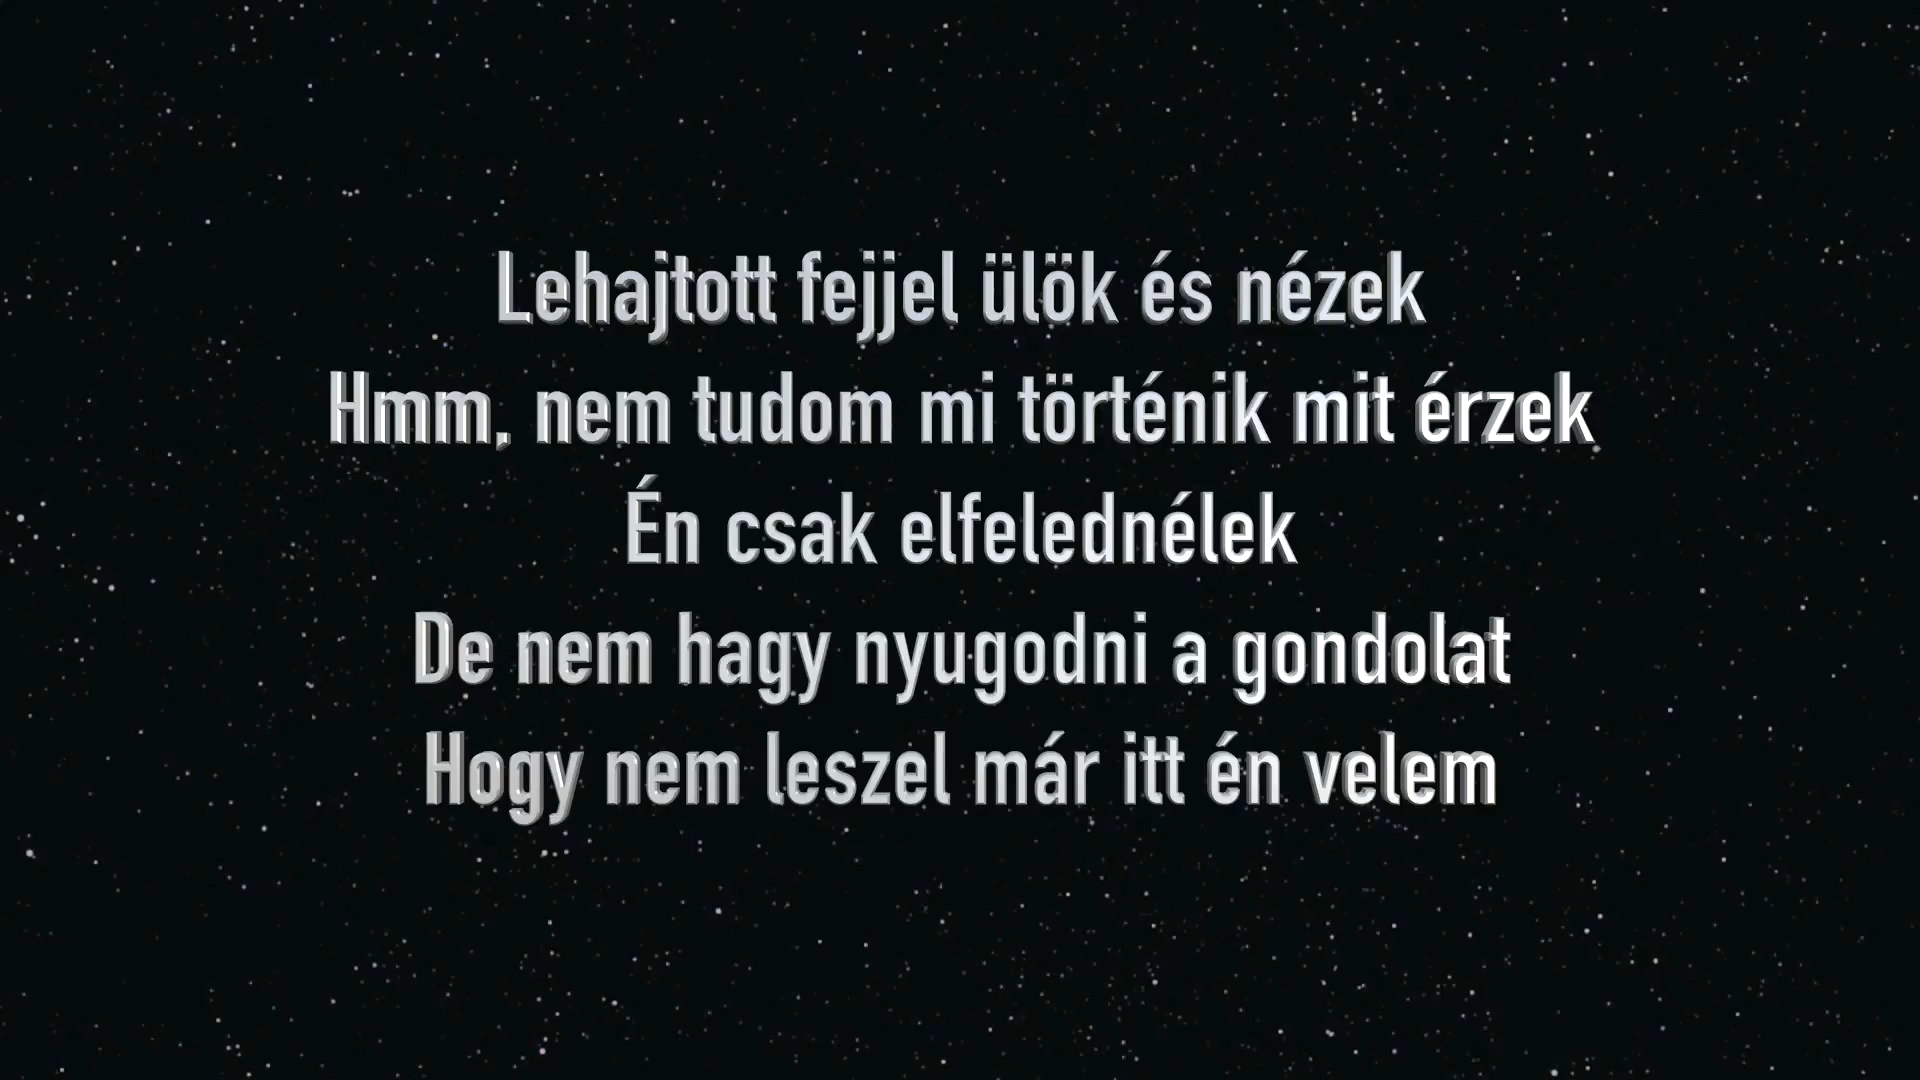 Lehajtott fejjel ülök és nézek
Hmm, nem tudom mi történik mit érzek
Én csak elfelednélek
De nem hagy nyugodni a gondolat
Hogy nem leszel már itt én velem